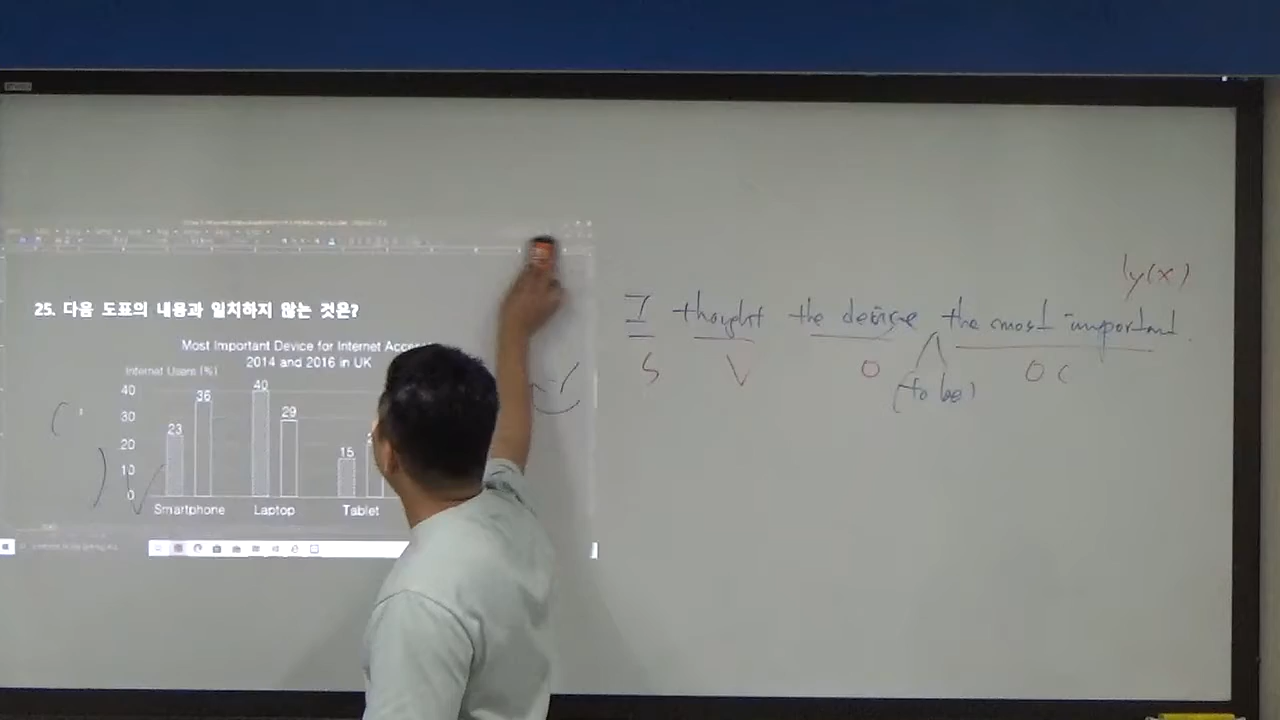 25. 다음 도표의 내용과 일치하지 않는 것은?
Most Important Device for Internet Access
2014 and 2016 in UK
Internet Users (%)
40
30
20
10
0
23
36
40
29
15
Smartphone
Laptop
Tablet
ly(x)
I thought the device the most important.
S V O O C
(to be)